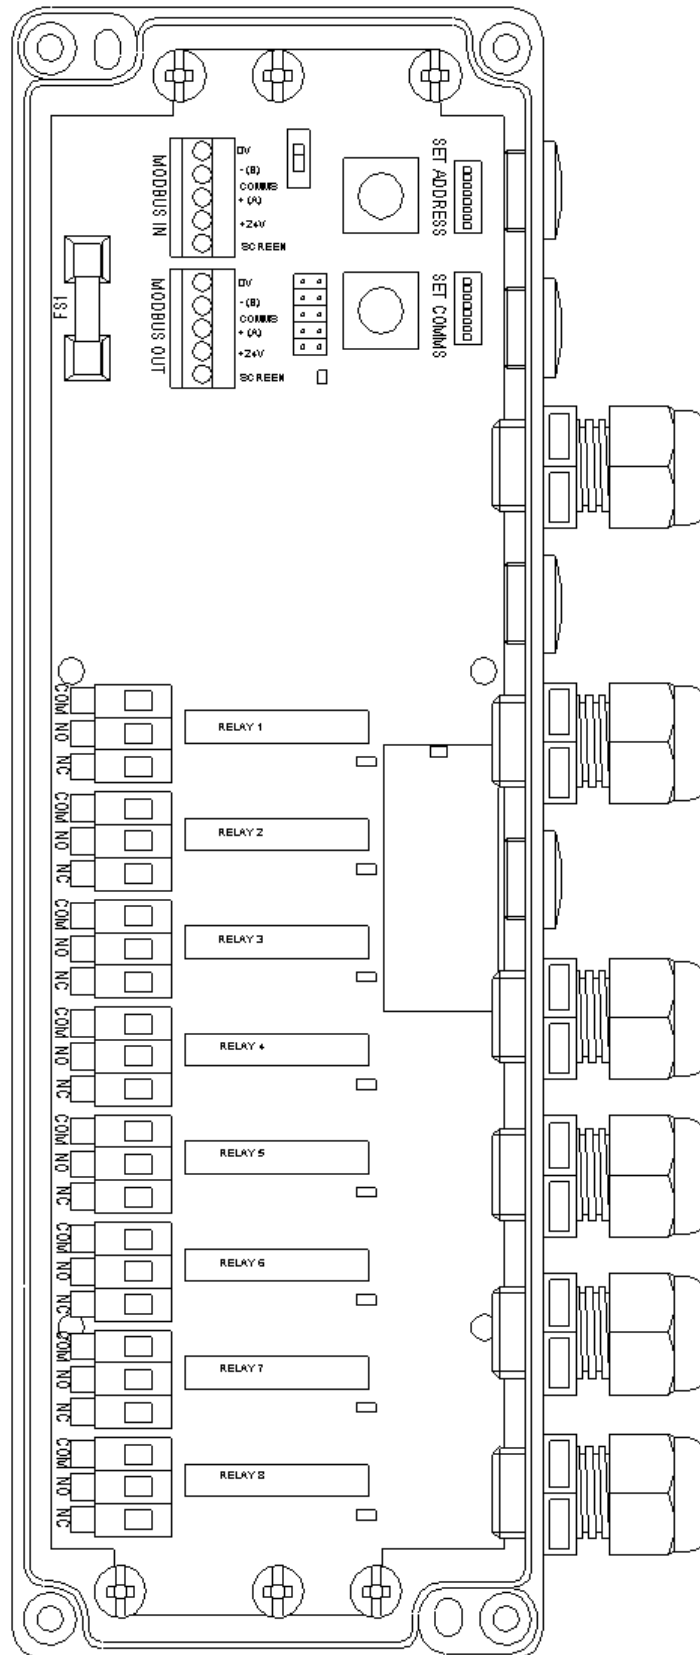 MODBUS IN
0V
-(B)
COMMS
+(A)
+24V
SCREEN
SET ADDRESS
FS1
MODBUS OUT
0V
-(B)
COMMS
+(A)
+24V
SCREEN
SET COMMS
COM
NO
NC
RELAY 1
COM
NO
NC
RELAY 2
COM
NO
NC
RELAY 3
COM
NO
NC
RELAY 4
COM
NO
NC
RELAY 5
COM
NO
NC
RELAY 6
COM
NO
NC
RELAY 7
COM
NO
NC
RELAY 8